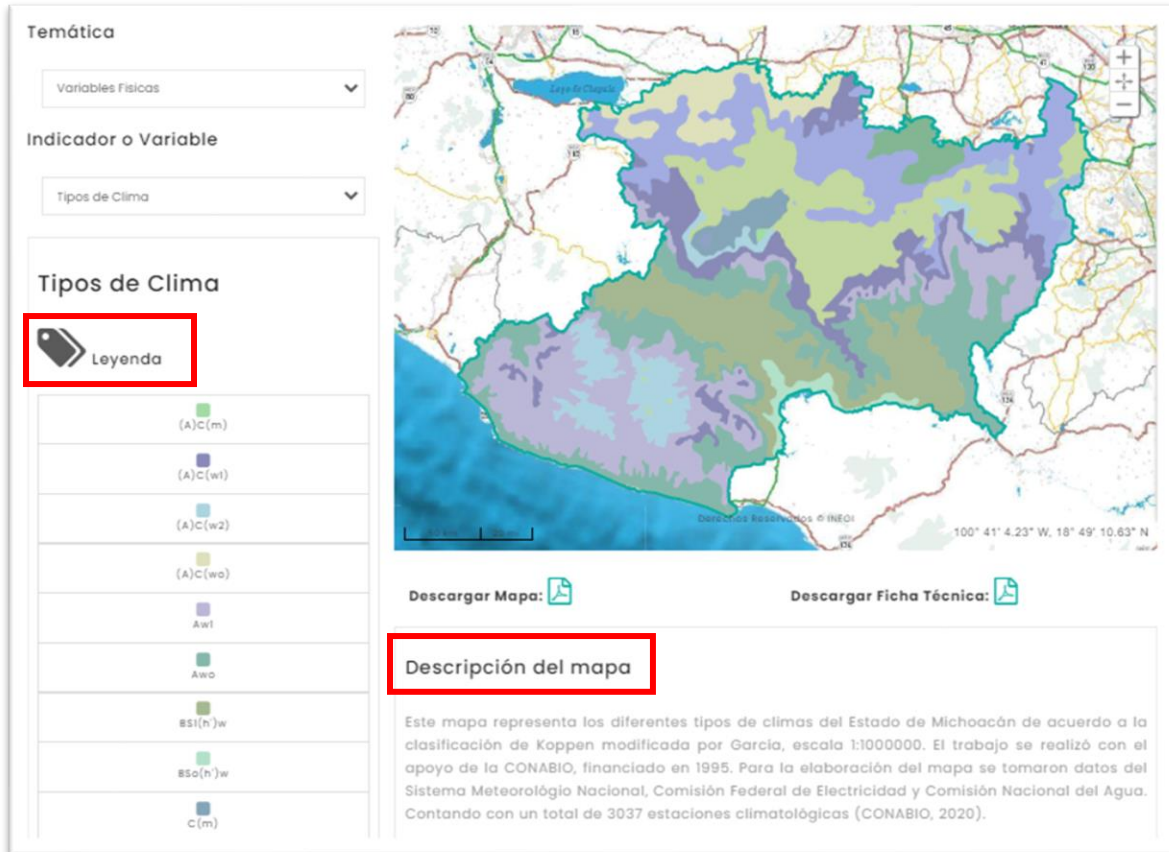 Temática
Variables Fisicas
Indicador o Variable
Tipos de Clima
Tipos de Clima
Leyenda
(A)C(m)
(A)C(w1)
(A)C(w2)
(A)C(wo)
Aw1
Awo
BS1(h')w
BSo(h')w
C(m)
Lago de Chapala
Derechos Reservados © INEGI
100° 41' 4.23" W, 18° 49' 10.63" N
Descargar Mapa:
Descargar Ficha Técnica:
Descripción del mapa
Este mapa representa los diferentes tipos de climas del Estado de Michoacán de acuerdo a la
clasificación de Koppen modificada por García, escala 1:1000000. El trabajo se realizó con el
apoyo de la CONABIO, financiado en 1995. Para la elaboración del mapa se tomaron datos del
Sistema Meteorológio Nacional, Comisión Federal de Electricidad y Comisión Nacional del Agua.
Contando con un total de 3037 estaciones climatológicas (CONABIO, 2020).